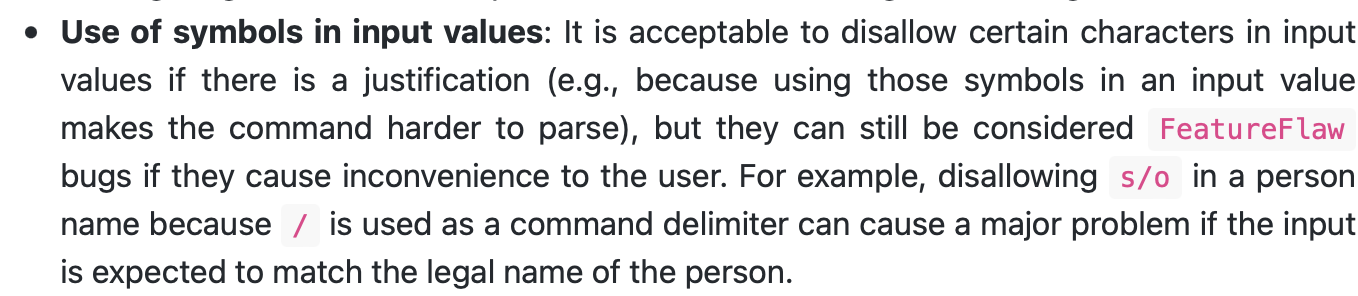 • Use of symbols in input values: It is acceptable to disallow certain characters in input
values if there is a justification (e.g., because using those symbols in an input value
makes the command harder to parse), but they can still be considered FeatureFlaw
bugs if they cause inconvenience to the user. For example, disallowing s/o in a person
name because / is used as a command delimiter can cause a major problem if the input
is expected to match the legal name of the person.